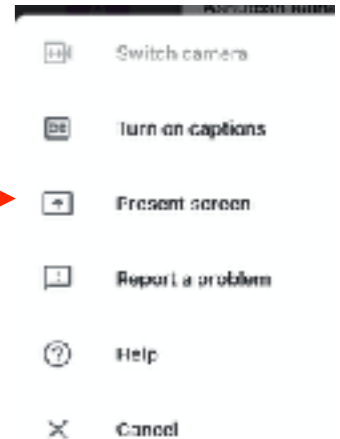 Switch camera
Turn on captions
Present screen
Report a problem
Help
Cancel